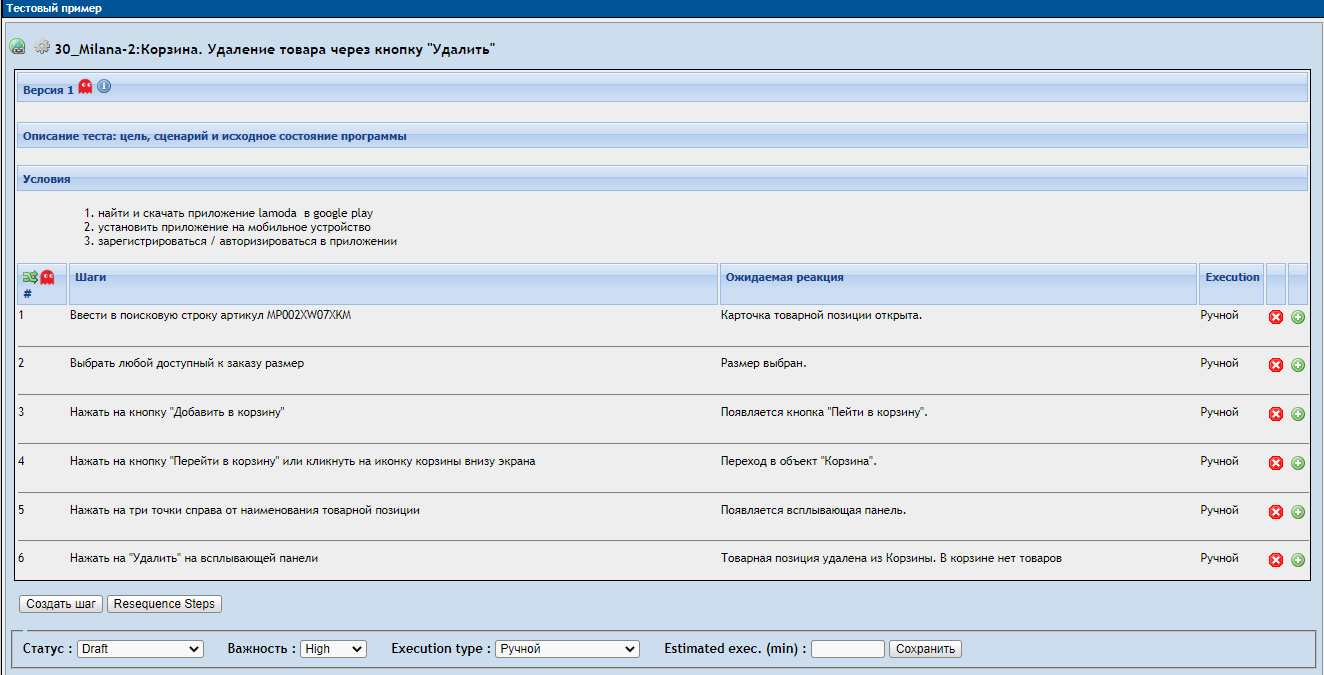 Тестовый пример
30_Milana-2:Корзина. Удаление товара через кнопку "Удалить"
Версия 1
Описание теста: цель, сценарий и исходное состояние программы
Условия
1. найти и скачать приложение lamoda в google play
2. установить приложение на мобильное устройство
3. зарегистрироваться / авторизироваться в приложении
# Шаги Ожидаемая реакция Execution
1 Ввести в поисковую строку артикул MP002XW07XKM Карточка товарной позиции открыта. Ручной
2 Выбрать любой доступный к заказу размер Размер выбран. Ручной
3 Нажать на кнопку "Добавить в корзину" Появляется кнопка "Пейти в корзину". Ручной
4 Нажать на кнопку "Перейти в корзину" или кликнуть на иконку корзины внизу экрана Переход в объект "Корзина". Ручной
5 Нажать на три точки справа от наименования товарной позиции Появляется всплывающая панель. Ручной
6 Нажать на "Удалить" на всплывающей панели Товарная позиция удалена из Корзины. В корзине нет товаров Ручной
Создать шаг Resequence Steps
Статус : Draft Важность : High Execution type : Ручной Estimated exec. (min) : Сохранить